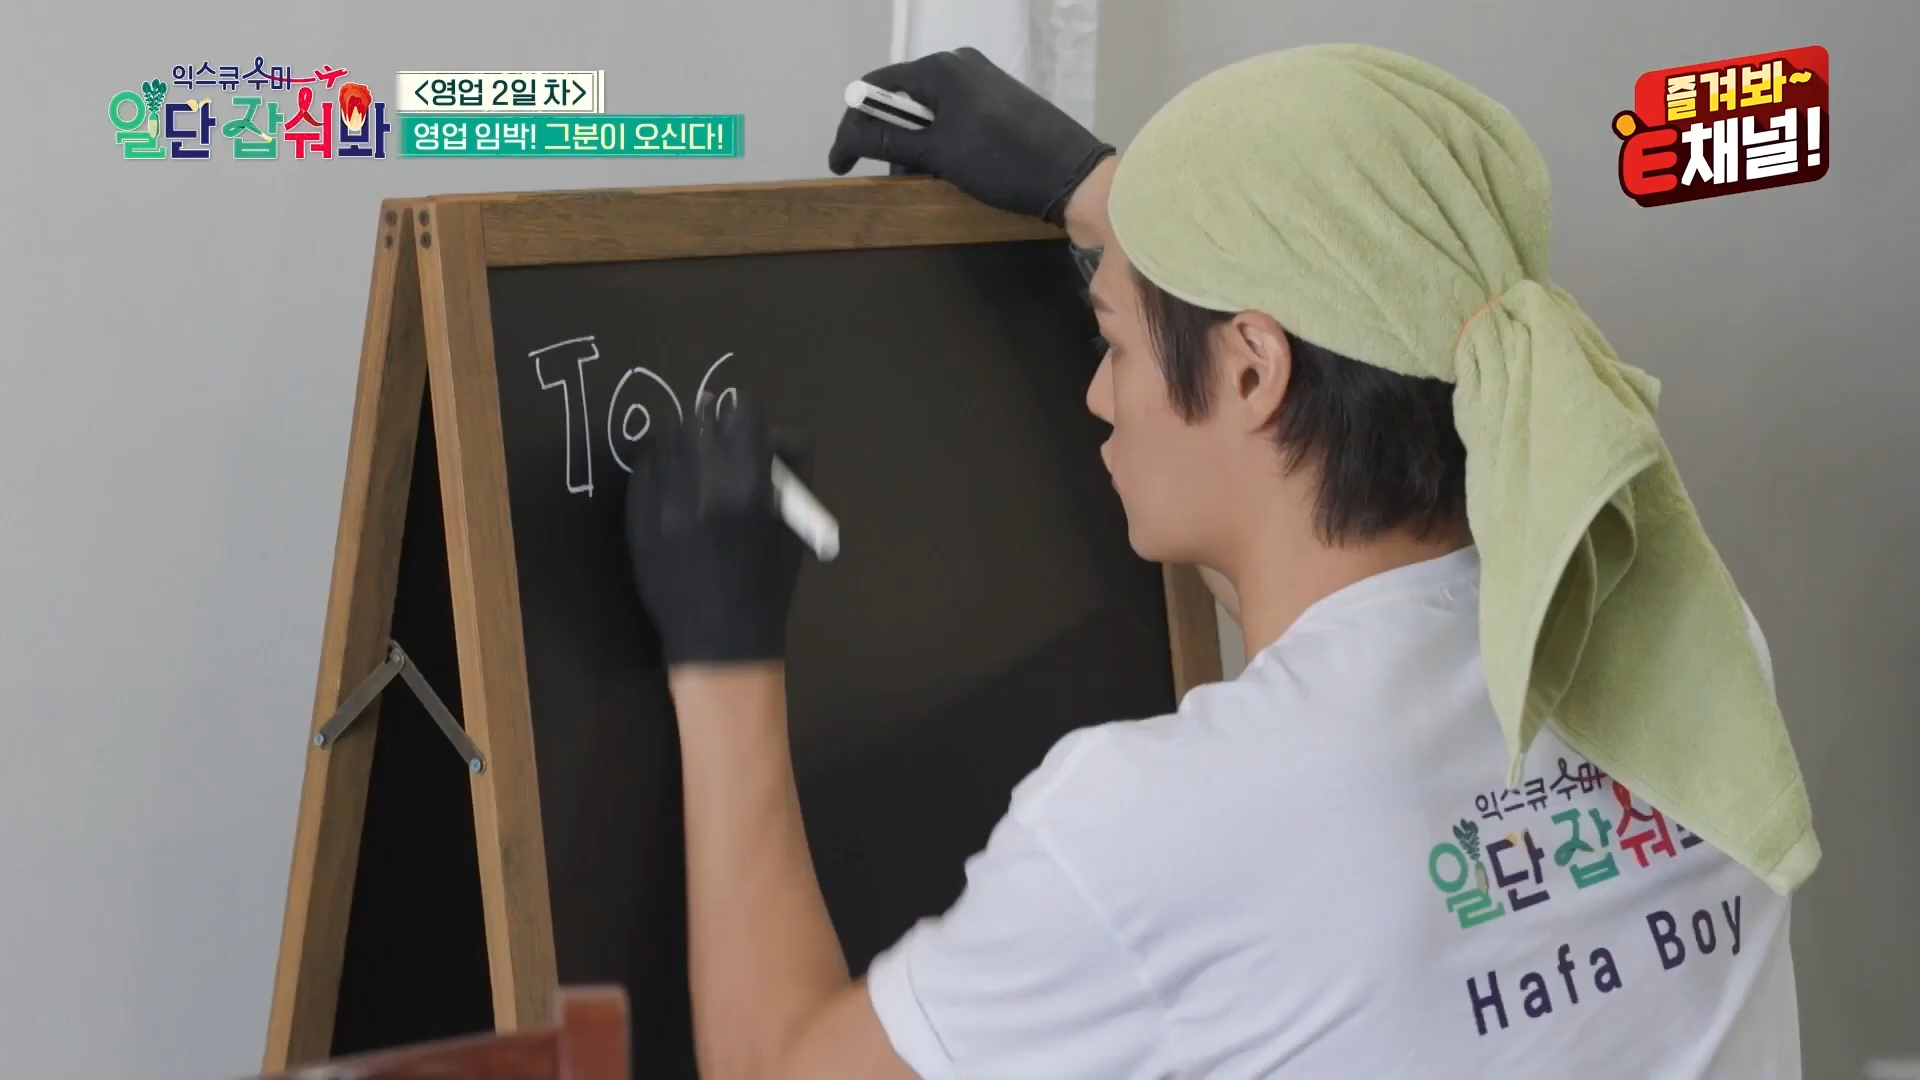 익스큐수미
일단 잡숴봐
<영업 2일 차>
영업 임박! 그분이 오신다!
즐겨봐~
E채널!
익스큐수미
일단 잡숴
Hafa Boy